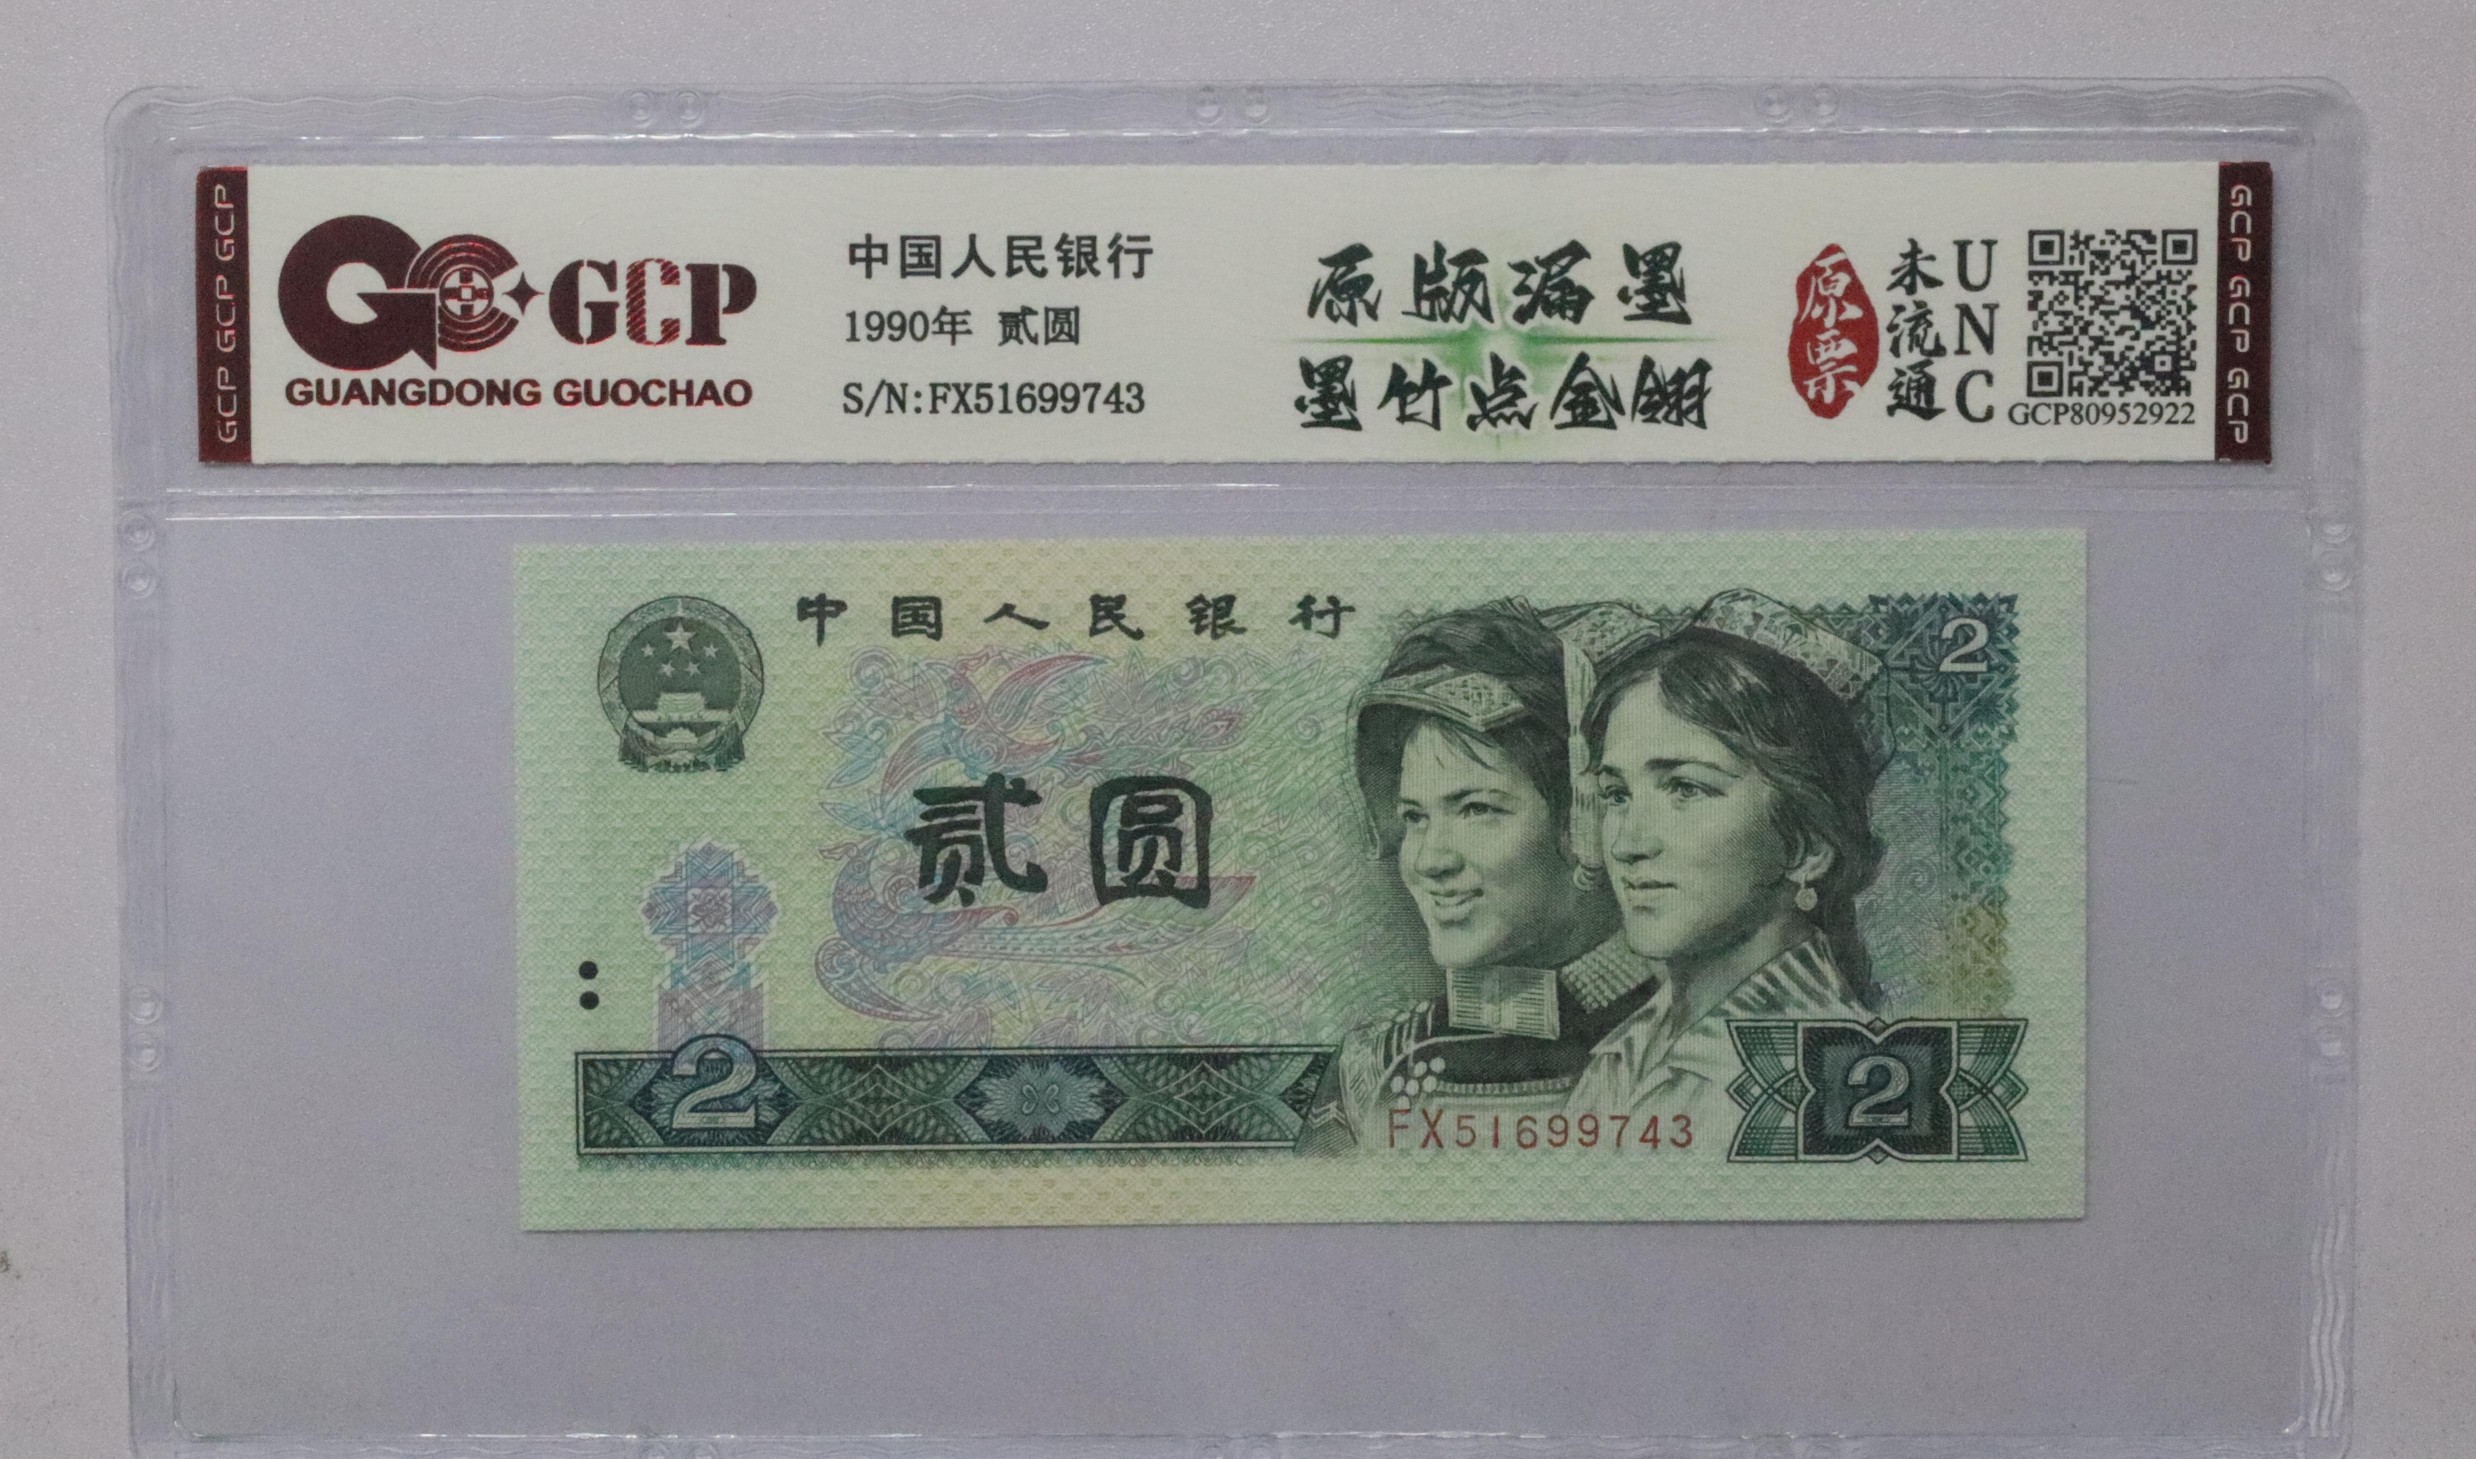 GCP GCP GCP
GCP
GUANGDONG GUOCHAO
中国人民银行
1990年 贰圆
S/N:FX51699743
原版漏墨
墨竹点金翎
原票
未流通
UNC
GCP80952922
GCP GCP GCP
中国人民银行
2
贰圆
2
FX51699743
2